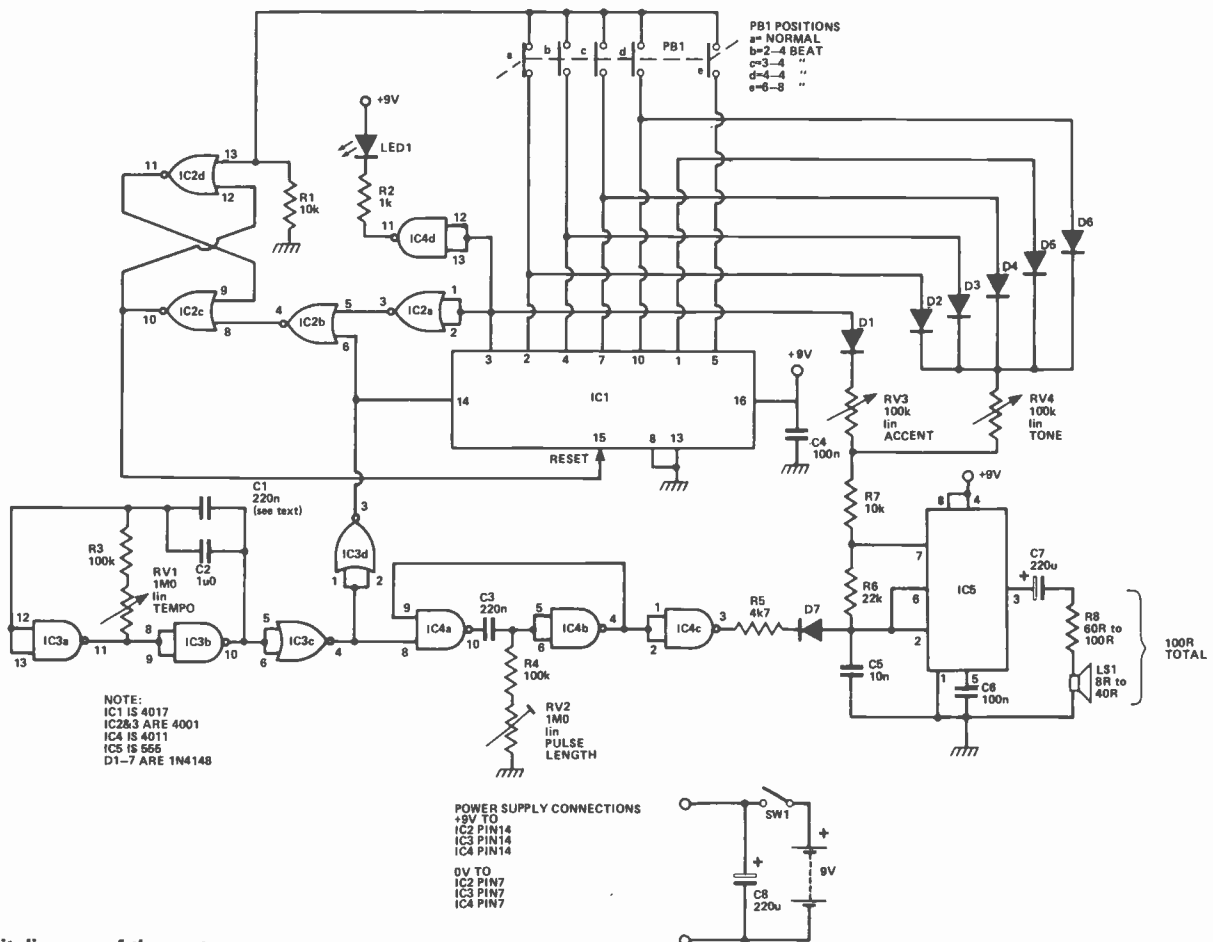 PB1 POSITIONS
a= NORMAL
b=2–4 BEAT
c=3–4 "
d=4–4 "
e=6–8 "
a
b
c
d
PB1
e
+9V
LED1
R2
1k
11
IC2d
13
12
R1
10k
11
IC4d
12
13
10
IC2c
9
8
4
IC2b
5
6
3
IC2a
1
2
D1
D2
D3
D4
D5
D6
3
2
4
7
10
1
5
14
IC1
16
15
8
13
RESET
+9V
C4
100n
RV3
100k
lin
ACCENT
RV4
100k
lin
TONE
C1
220n
(see text)
C2
1u0
R3
100k
RV1
1M0
lin
TEMPO
12
13
IC3a
11
8
9
IC3b
10
5
6
IC3c
4
3
IC3d
1
2
9
8
IC4a
10
C3
220n
5
6
IC4b
4
1
2
IC4c
3
R5
4k7
D7
R4
100k
RV2
1M0
lin
PULSE
LENGTH
R7
10k
R6
22k
C5
10n
+9V
8
4
7
6
2
IC5
3
1
5
C6
100n
C7
220u
+
R8
60R to
100R
LS1
8R to
40R
100R
TOTAL
NOTE:
IC1 IS 4017
IC2&3 ARE 4001
IC4 IS 4011
IC5 IS 555
D1–7 ARE 1N4148
POWER SUPPLY CONNECTIONS
+9V TO
IC2 PIN14
IC3 PIN14
IC4 PIN14
0V TO
IC2 PIN7
IC3 PIN7
IC4 PIN7
SW1
+
C8
220u
+
9V